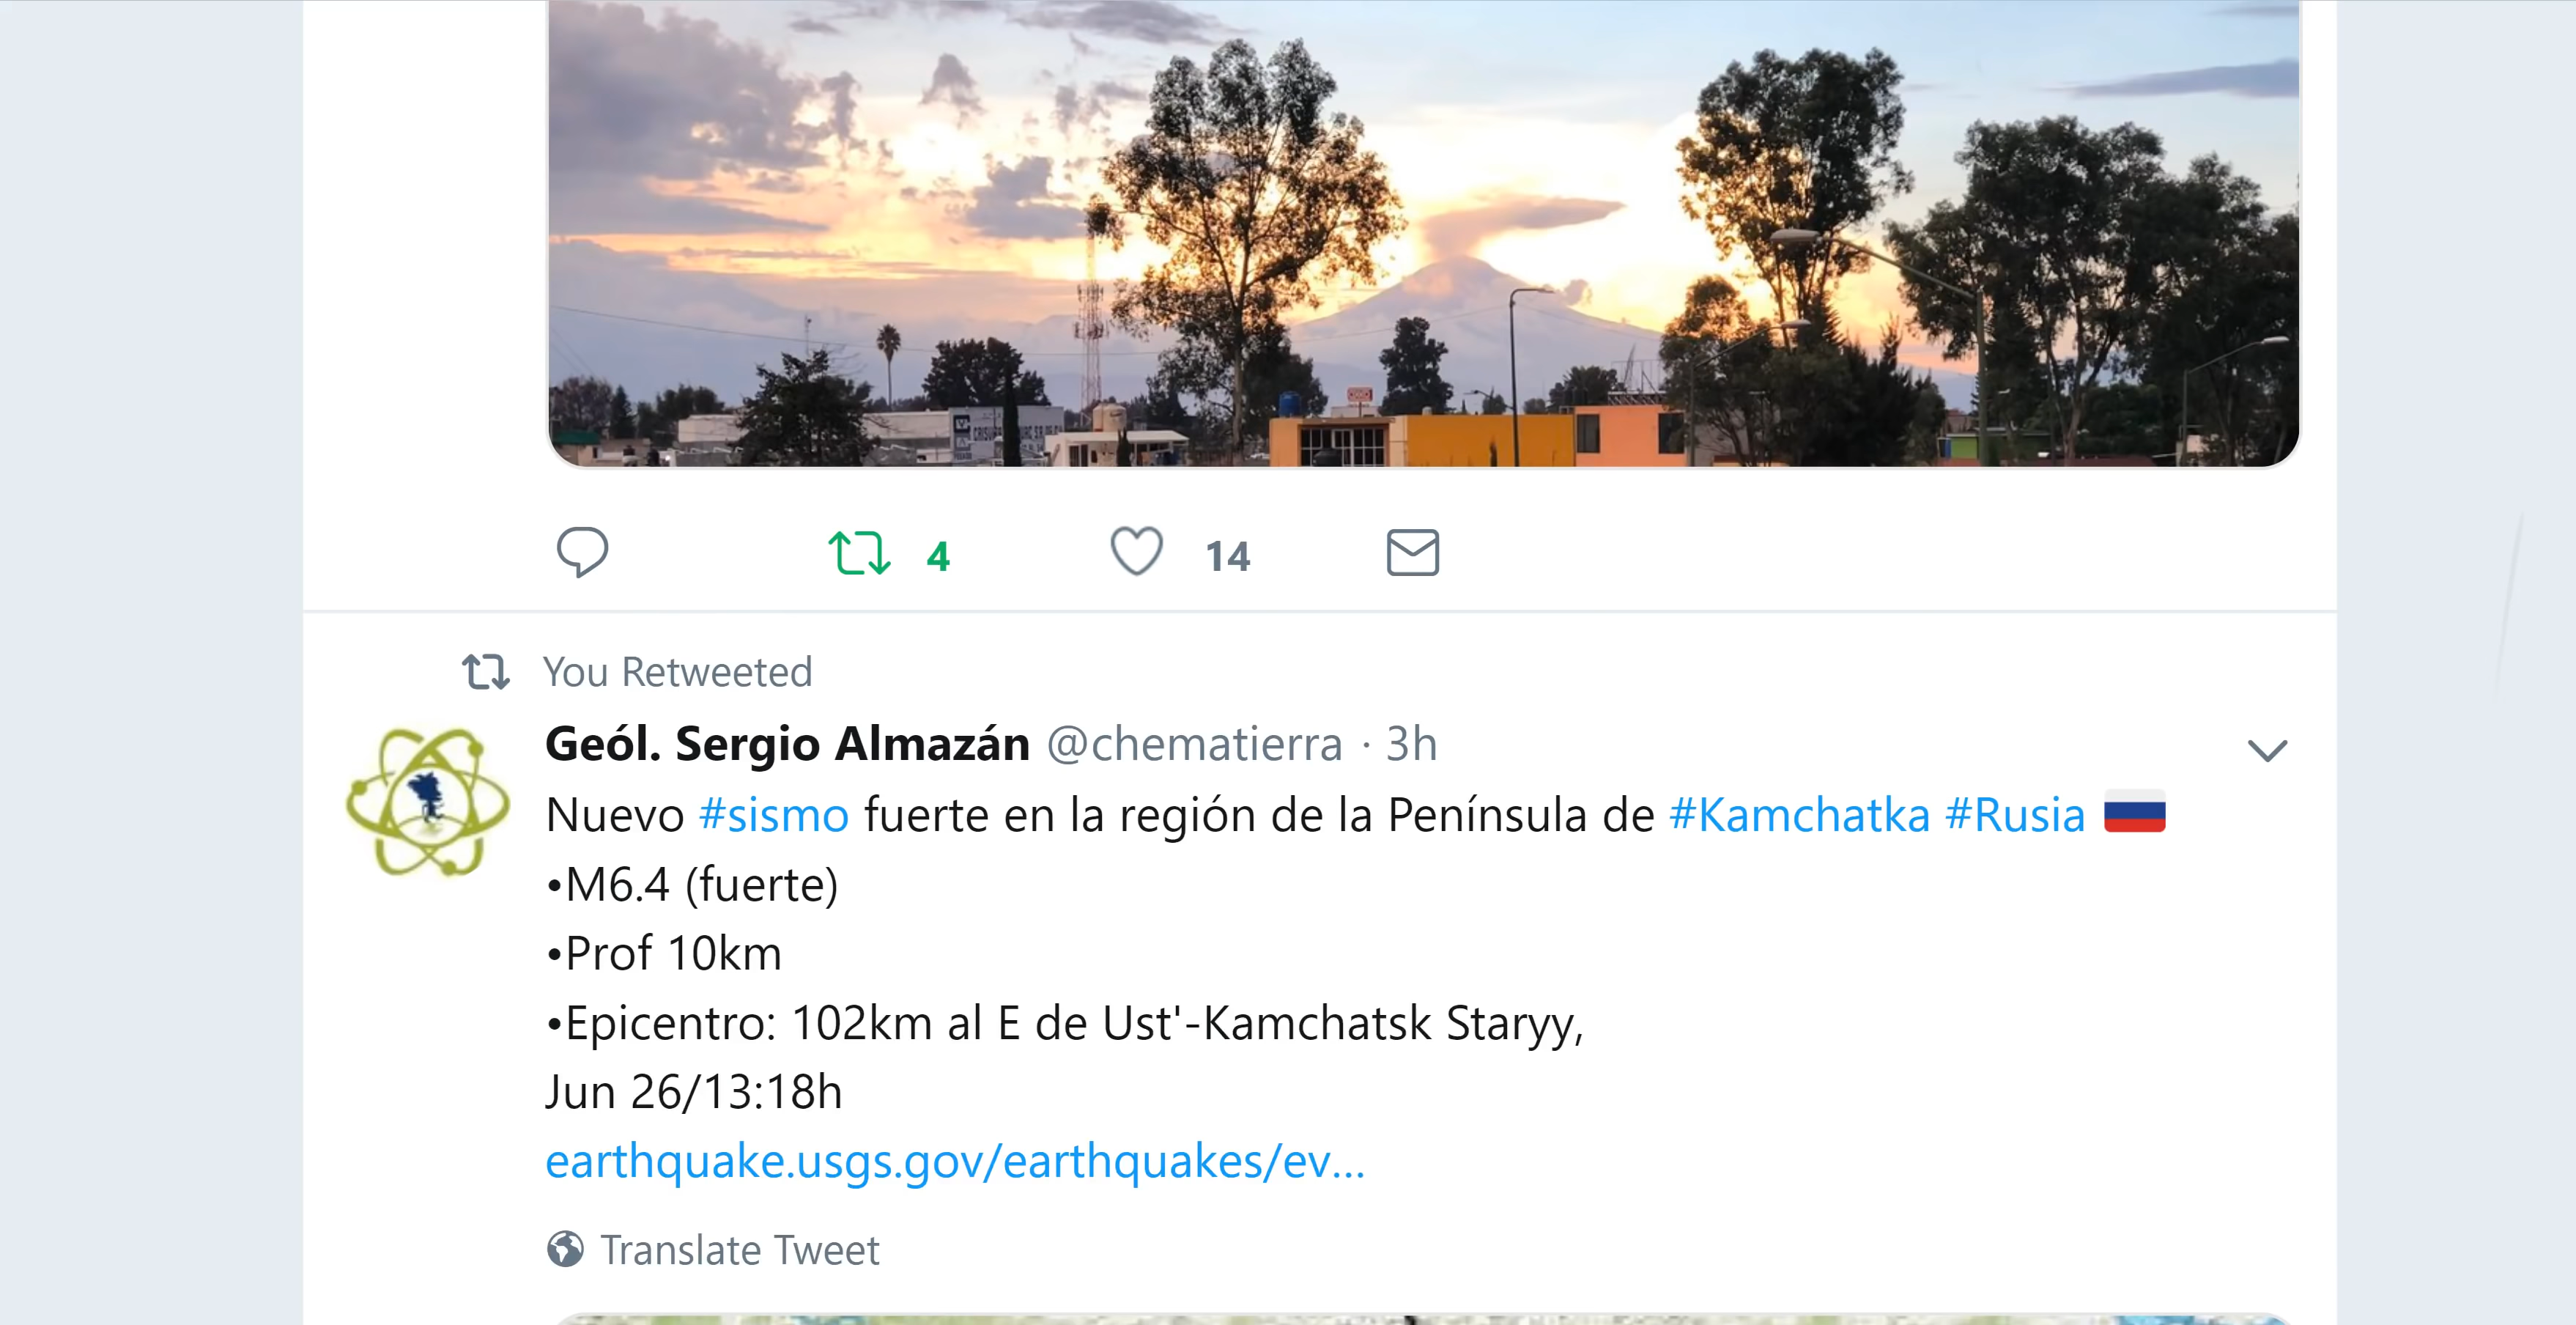 4
14
You Retweeted
Geól. Sergio Almazán @chematierra · 3h
Nuevo #sismo fuerte en la región de la Península de #Kamchatka #Rusia
•M6.4 (fuerte)
•Prof 10km
•Epicentro: 102km al E de Ust'-Kamchatsk Staryy,
Jun 26/13:18h
earthquake.usgs.gov/earthquakes/ev...
Translate Tweet